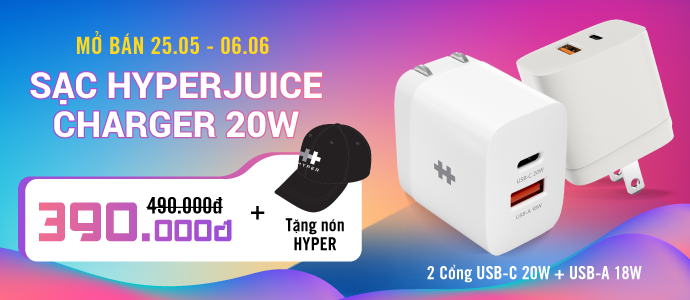 MỞ BÁN 25.05 - 06.06
SẠC HYPERJUICE
CHARGER 20W
490.000đ
390.000đ
+
HYPER
Tặng nón
HYPER
USB-C 20W
USB-A 18W
2 Cổng USB-C 20W + USB-A 18W